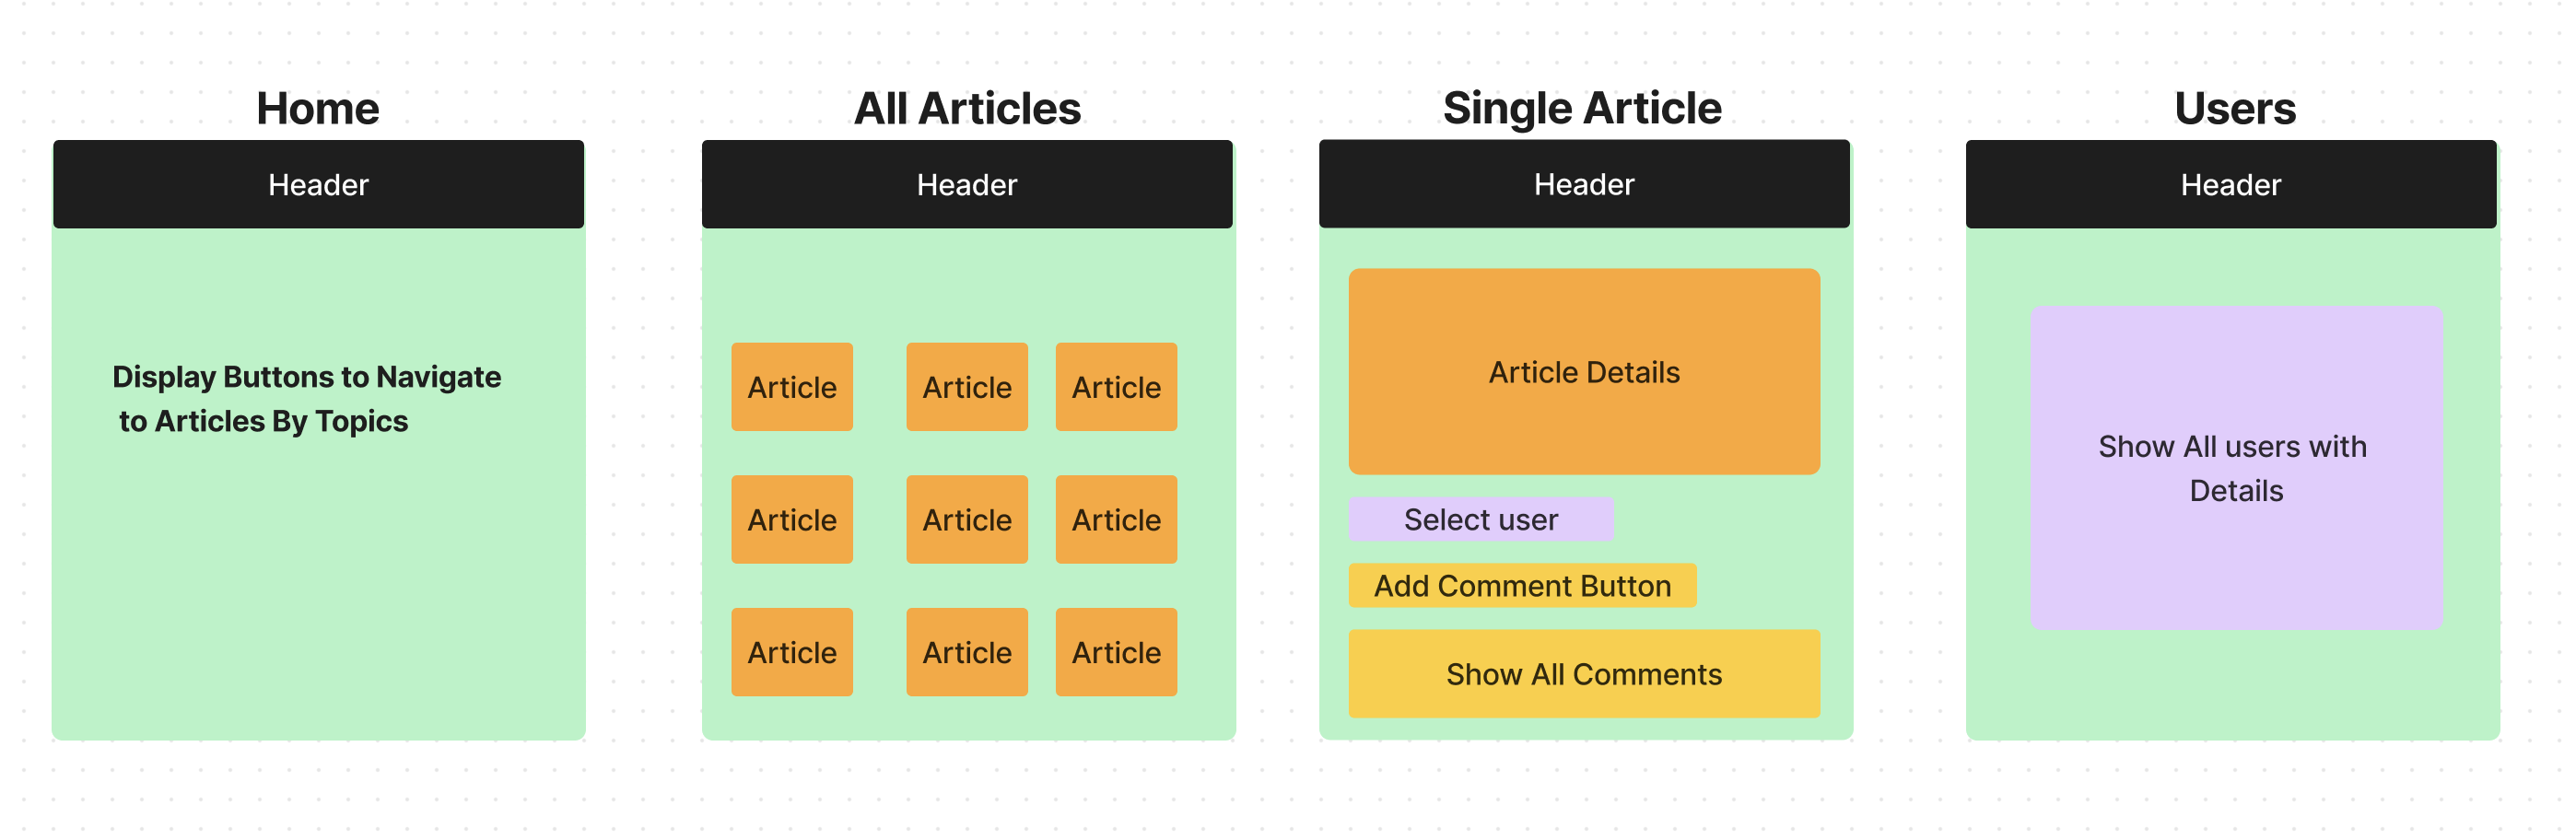 Home
Header
Display Buttons to Navigate
to Articles By Topics
All Articles
Header
Article Article Article
Article Article Article
Article Article Article
Single Article
Header
Article Details
Select user
Add Comment Button
Show All Comments
Users
Header
Show All users with
Details